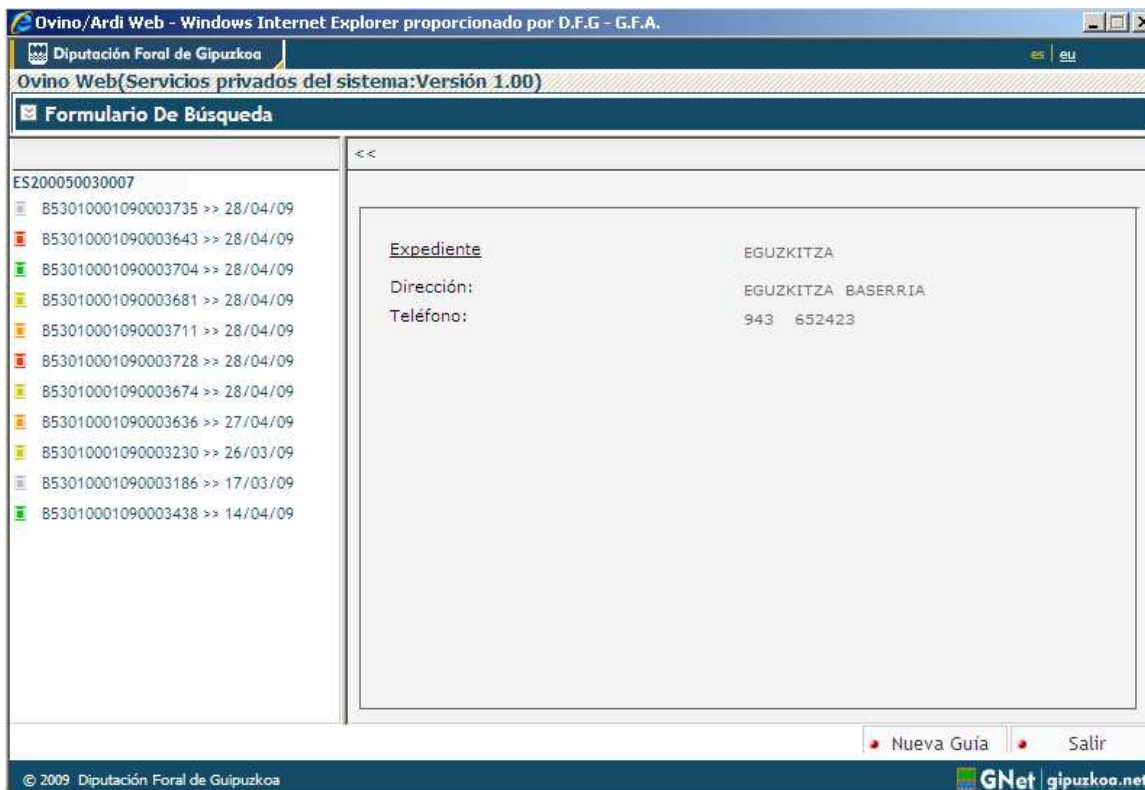 Ovino/Ardi Web - Windows Internet Explorer proporcionado por D.F.G - G.F.A.
Diputación Foral de Gipuzkoa
es | eu
Ovino Web(Servicios privados del sistema:Versión 1.00)
Formulario De Búsqueda
<<
ES200050030007
B53010001090003735 >> 28/04/09
B53010001090003643 >> 28/04/09
B53010001090003704 >> 28/04/09
B53010001090003681 >> 28/04/09
B53010001090003711 >> 28/04/09
B53010001090003728 >> 28/04/09
B53010001090003674 >> 28/04/09
B53010001090003636 >> 27/04/09
B53010001090003230 >> 26/03/09
B53010001090003186 >> 17/03/09
B53010001090003438 >> 14/04/09
Expediente EGUZKITZA
Dirección: EGUZKITZA BASERRIA
Teléfono: 943 652423
Nueva Guía Salir
© 2009 Diputación Foral de Guipuzkoa
GNet gipuzkoa.net